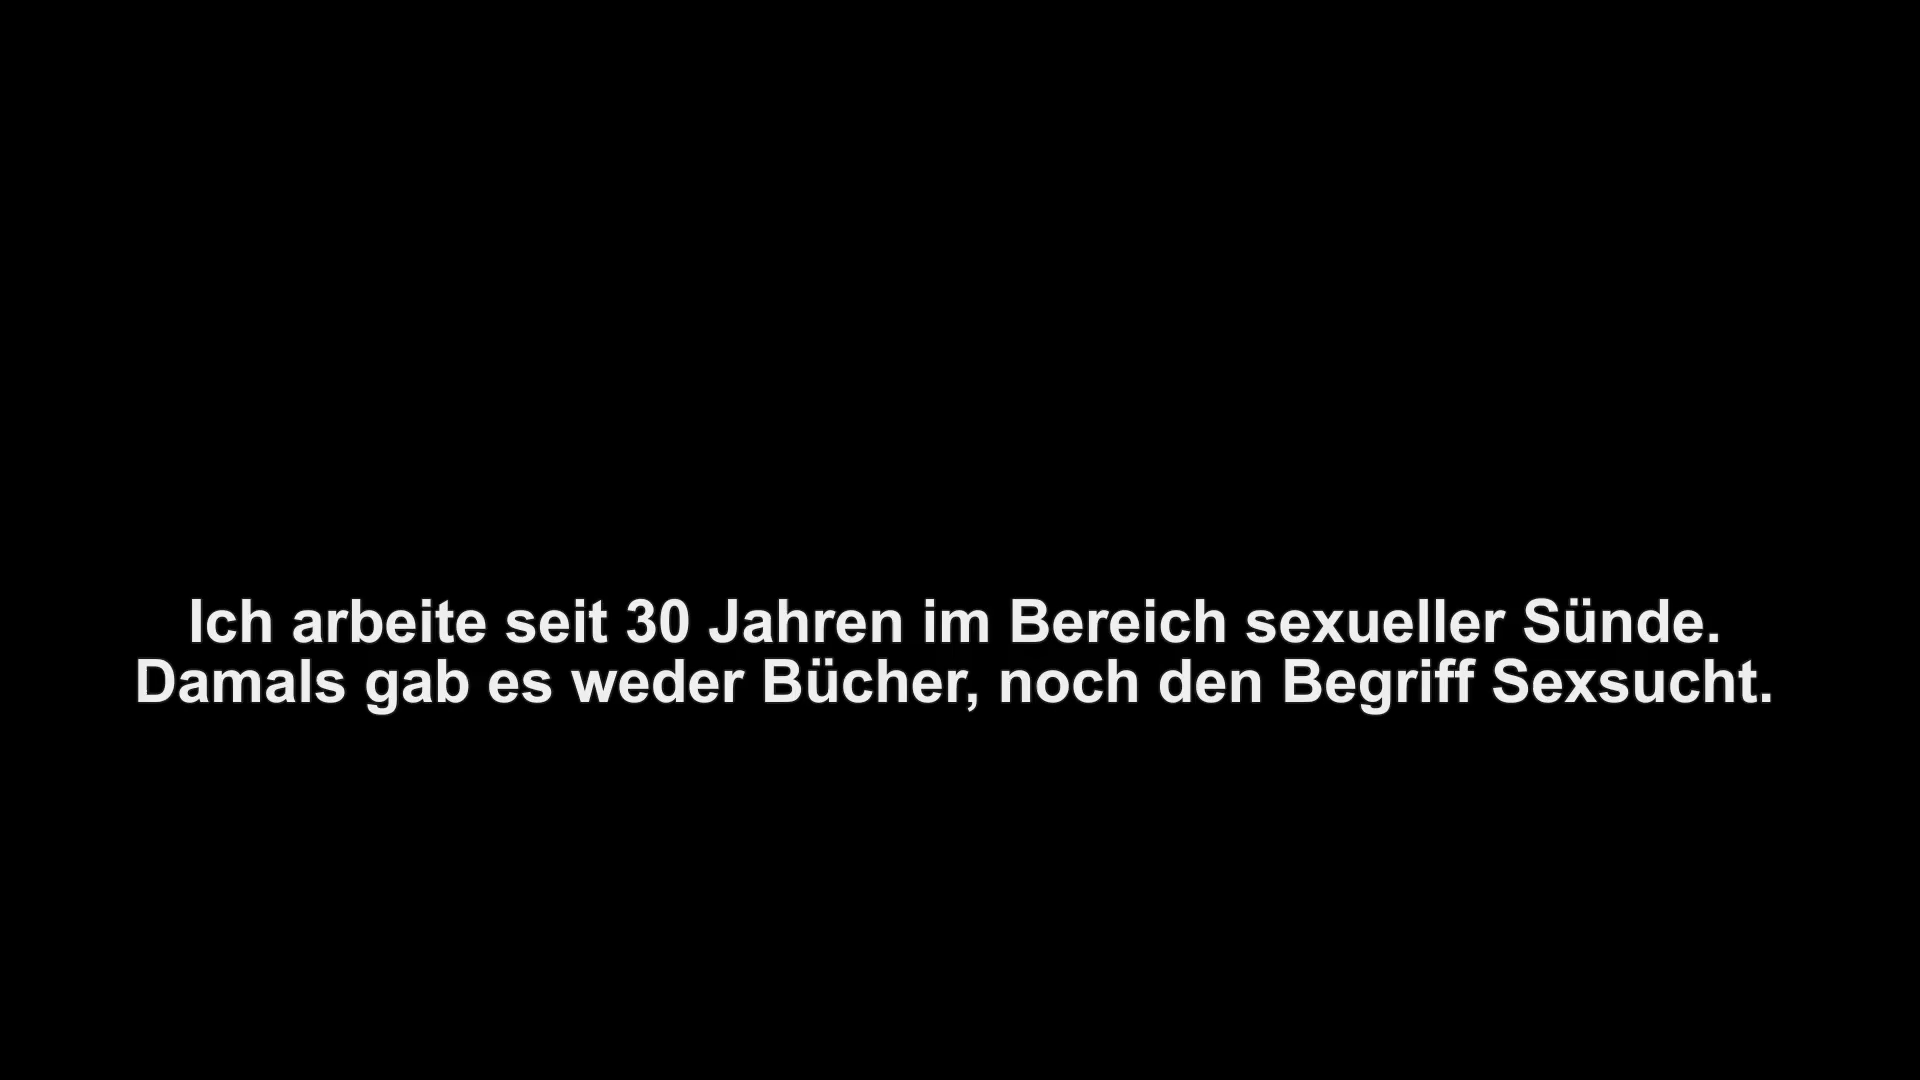 Ich arbeite seit 30 Jahren im Bereich sexueller Sünde.
Damals gab es weder Bücher, noch den Begriff Sexsucht.